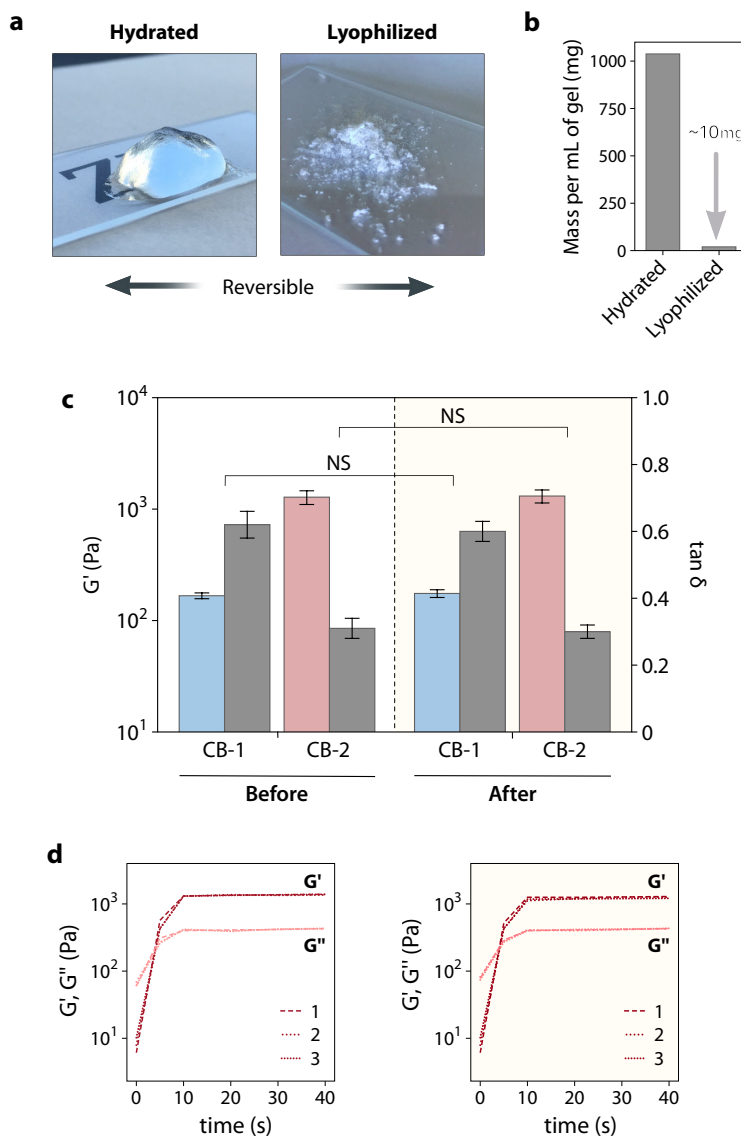 a
Hydrated
Lyophilized
Reversible
b
Mass per mL of gel (mg)
1000
750
500
250
0
~10mg
Hydrated
Lyophilized
c
G' (Pa)
10⁴
10³
10²
10¹
NS
NS
1.0
0.8
0.6
0.4
0.2
0
tan δ
CB-1
CB-2
CB-1
CB-2
Before
After
d
G', G'' (Pa)
10³
10²
10¹
G'
G''
1
2
3
0
10
20
30
40
time (s)
G', G'' (Pa)
10³
10²
10¹
G'
G''
1
2
3
0
10
20
30
40
time (s)